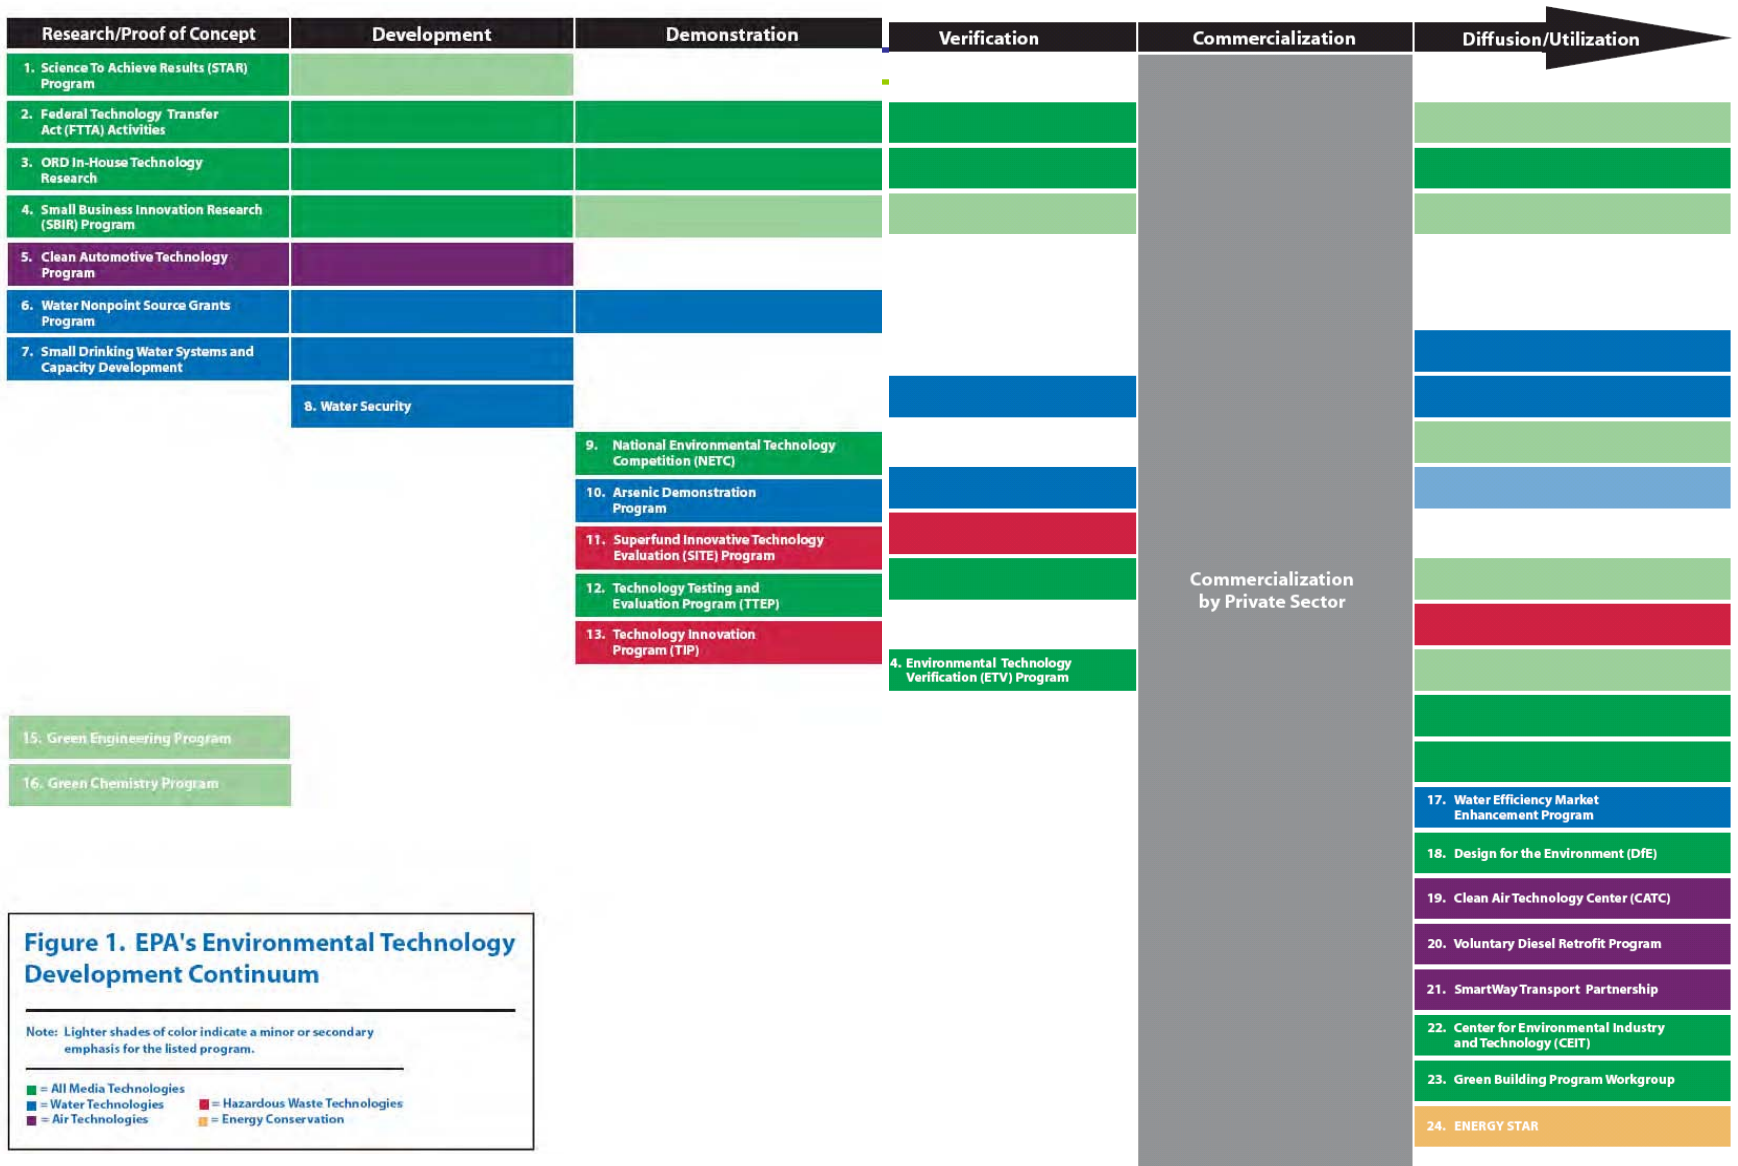 Research/Proof of Concept
Development
Demonstration
Verification
Commercialization
Diffusion/Utilization
1. Science To Achieve Results (STAR)
Program
2. Federal Technology Transfer
Act (FTTA) Activities
3. ORD In-House Technology
Research
4. Small Business Innovation Research
(SBIR) Program
5. Clean Automotive Technology
Program
6. Water Nonpoint Source Grants
Program
7. Small Drinking Water Systems and
Capacity Development
8. Water Security
9. National Environmental Technology
Competition (NETC)
10. Arsenic Demonstration
Program
11. Superfund Innovative Technology
Evaluation (SITE) Program
12. Technology Testing and
Evaluation Program (TTEP)
13. Technology Innovation
Program (TIP)
4. Environmental Technology
Verification (ETV) Program
Commercialization
by Private Sector
15. Green Engineering Program
16. Green Chemistry Program
17. Water Efficiency Market
Enhancement Program
18. Design for the Environment (DfE)
19. Clean Air Technology Center (CATC)
20. Voluntary Diesel Retrofit Program
21. SmartWay Transport Partnership
22. Center for Environmental Industry
and Technology (CEIT)
23. Green Building Program Workgroup
24. ENERGY STAR
Figure 1. EPA's Environmental Technology
Development Continuum
Note: Lighter shades of color indicate a minor or secondary
emphasis for the listed program.
= All Media Technologies
= Water Technologies
= Air Technologies
= Hazardous Waste Technologies
= Energy Conservation